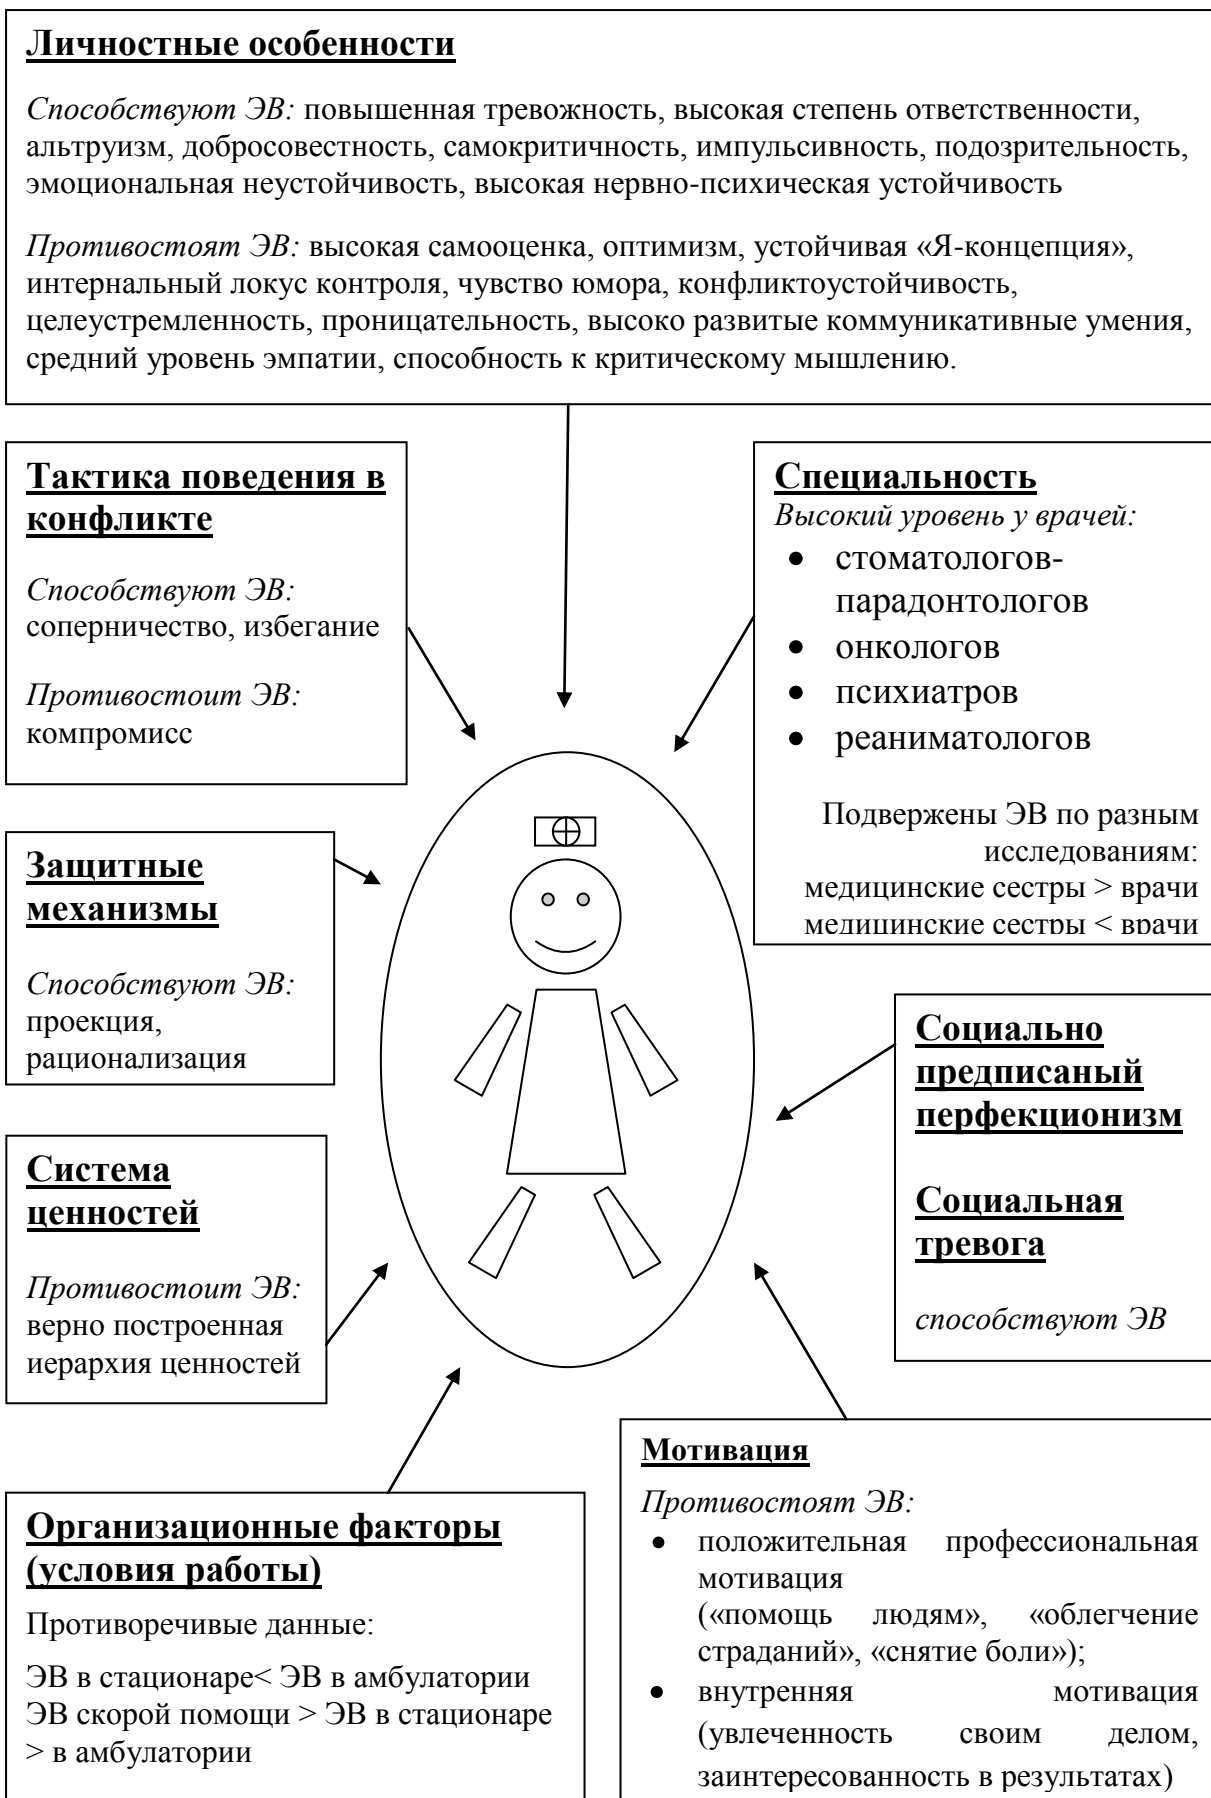 Личностные особенности
Способствуют ЭВ: повышенная тревожность, высокая степень ответственности,
альтруизм, добросовестность, самокритичность, импульсивность, подозрительность,
эмоциональная неустойчивость, высокая нервно-психическая устойчивость
Противостоят ЭВ: высокая самооценка, оптимизм, устойчивая «Я-концепция»,
интернальный локус контроля, чувство юмора, конфликтоустойчивость,
целеустремленность, проницательность, высоко развитые коммуникативные умения,
средний уровень эмпатии, способность к критическому мышлению.
Тактика поведения в
конфликте
Способствуют ЭВ:
соперничество, избегание
Противостоит ЭВ:
компромисс
Специальность
Высокий уровень у врачей:
• стоматологов-
парадонтологов
• онкологов
• психиатров
• реаниматологов
Подвержены ЭВ по разным
исследованиям:
медицинские сестры > врачи
медицинские сестры < врачи
Защитные
механизмы
Способствуют ЭВ:
проекция,
рационализация
Социально
предписаный
перфекционизм
Социальная
тревога
способствуют ЭВ
Система
ценностей
Противостоит ЭВ:
верно построенная
иерархия ценностей
Мотивация
Противостоят ЭВ:
• положительная профессиональная
мотивация
(«помощь людям», «облегчение
страданий», «снятие боли»);
• внутренняя мотивация
(увлеченность своим делом,
заинтересованность в результатах)
Организационные факторы
(условия работы)
Противоречивые данные:
ЭВ в стационаре< ЭВ в амбулатории
ЭВ скорой помощи > ЭВ в стационаре
> в амбулатории